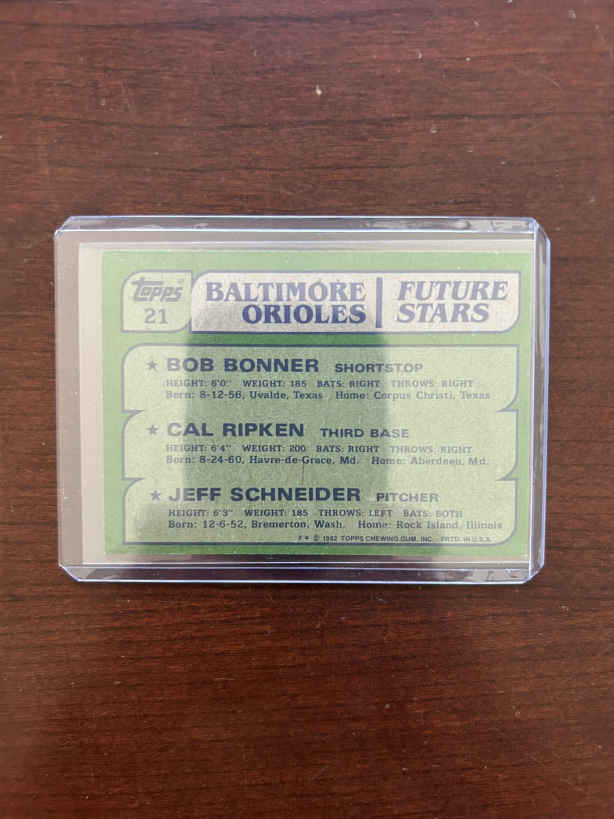 topps
21
BALTIMORE ORIOLES
FUTURE STARS
★ BOB BONNER SHORTSTOP
HEIGHT: 6'0" WEIGHT: 185 BATS: RIGHT THROWS: RIGHT
Born: 8-12-56, Uvalde, Texas Home: Corpus Christi, Texas
★ CAL RIPKEN THIRD BASE
HEIGHT: 6'4" WEIGHT: 200 BATS: RIGHT THROWS: RIGHT
Born: 8-24-60, Havre-de-Grace, Md. Home: Aberdeen, Md.
★ JEFF SCHNEIDER PITCHER
HEIGHT: 6'3" WEIGHT: 185 THROWS: LEFT BATS: BOTH
Born: 12-6-52, Bremerton, Wash. Home: Rock Island, Illinois
F* © 1982 TOPPS CHEWING GUM, INC. PRTD. IN U.S.A.